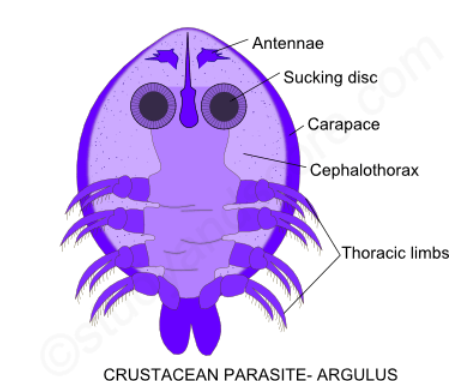 Antennae
Sucking disc
Carapace
Cephalothorax
Thoracic limbs
CRUSTACEAN PARASITE- ARGULUS